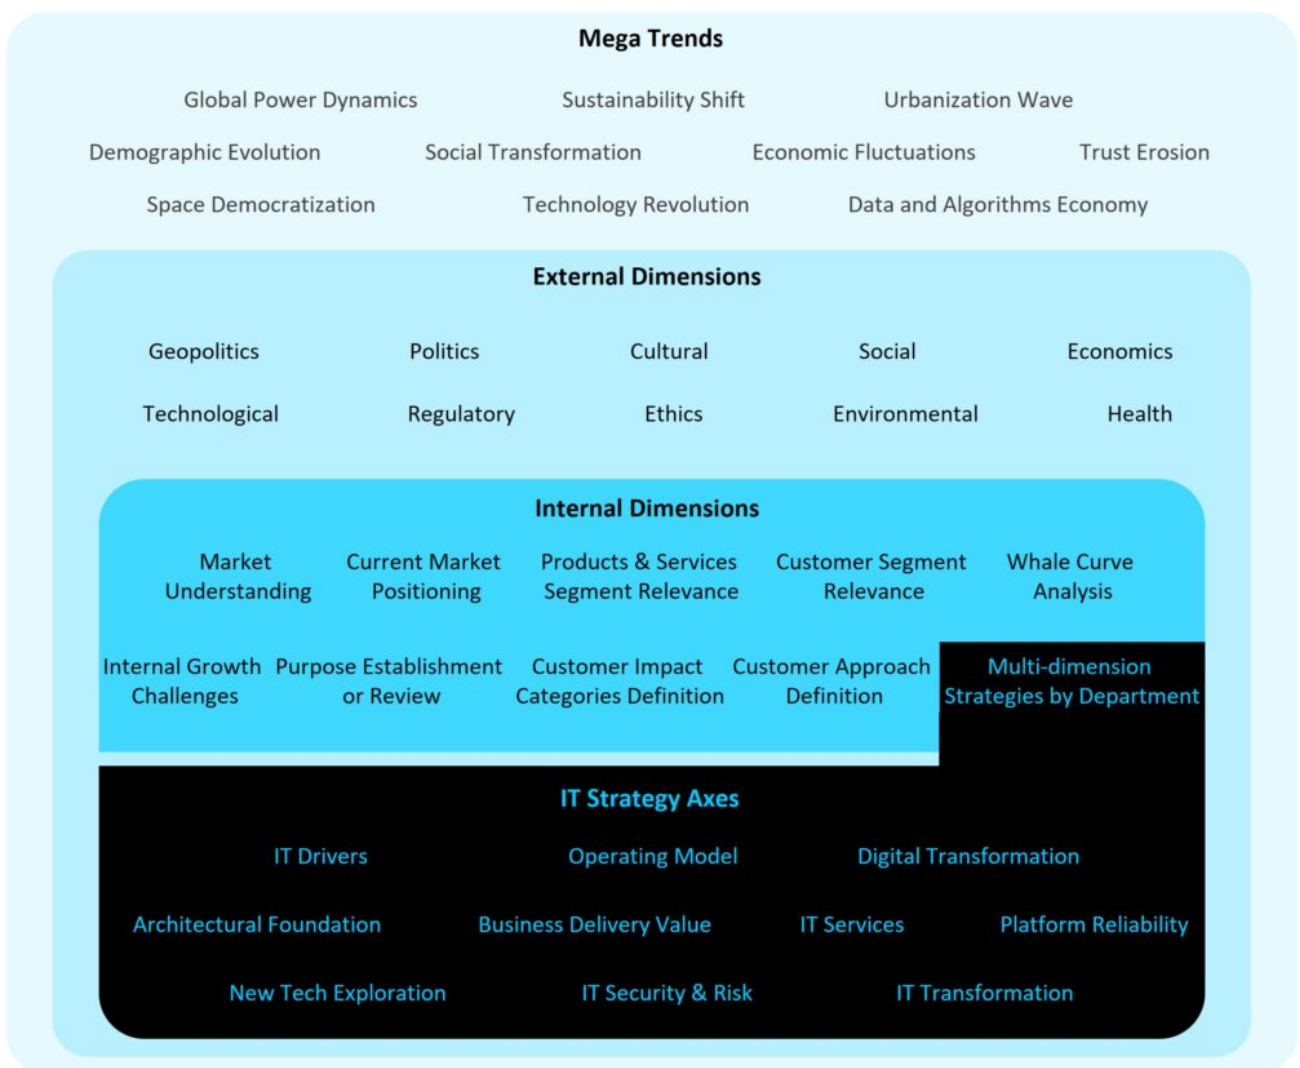 Mega Trends
Global Power Dynamics Sustainability Shift Urbanization Wave
Demographic Evolution Social Transformation Economic Fluctuations Trust Erosion
Space Democratization Technology Revolution Data and Algorithms Economy
External Dimensions
Geopolitics Politics Cultural Social Economics
Technological Regulatory Ethics Environmental Health
Internal Dimensions
Market Current Market Products & Services Customer Segment Whale Curve
Understanding Positioning Segment Relevance Relevance Analysis
Internal Growth Purpose Establishment Customer Impact Customer Approach Multi-dimension
Challenges or Review Categories Definition Definition Strategies by Department
IT Strategy Axes
IT Drivers Operating Model Digital Transformation
Architectural Foundation Business Delivery Value IT Services Platform Reliability
New Tech Exploration IT Security & Risk IT Transformation